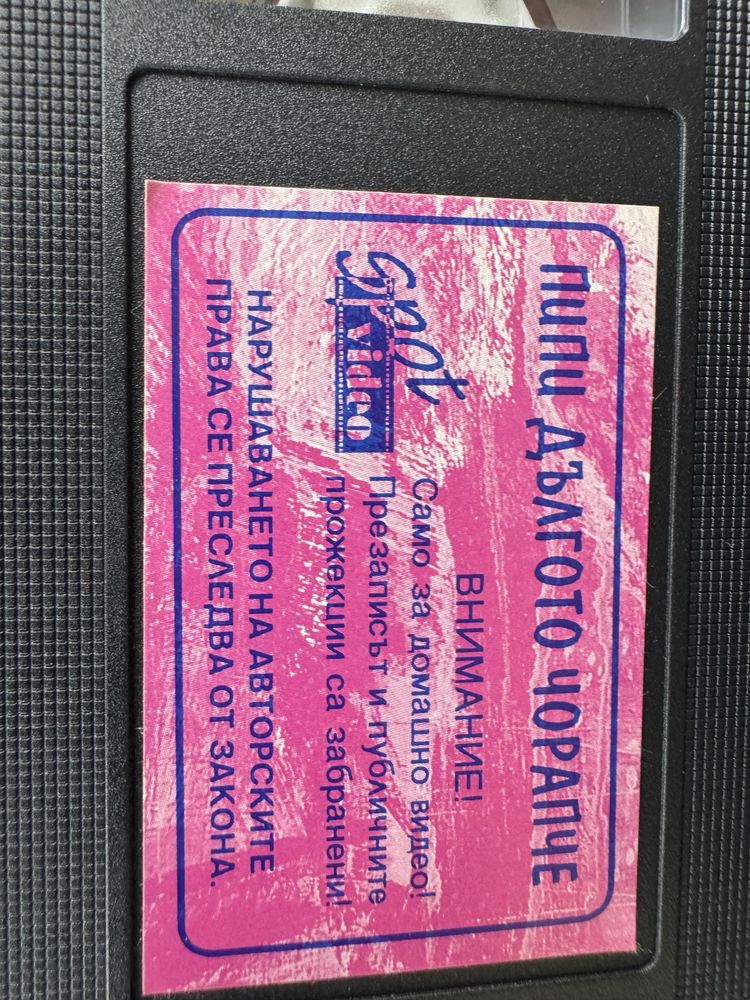 ПИПИ ДЪЛГОТО ЧОРАПЧЕ
ВНИМАНИЕ!
Spot
video
Само за домашно видео!
Презаписът и публичните
прожекции са забранени!
НАРУШАВАНЕТО НА АВТОРСКИТЕ
ПРАВА СЕ ПРЕСЛЕДВА ОТ ЗАКОНА.